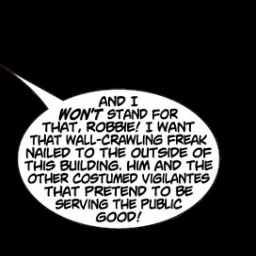 AND I
WON'T STAND FOR
THAT, ROBBIE! I WANT
THAT WALL-CRAWLING FREAK
NAILED TO THE OUTSIDE OF
THIS BUILDING. HIM AND THE
OTHER COSTUMED VIGILANTES
THAT PRETEND TO BE
SERVING THE PUBLIC
GOOD!